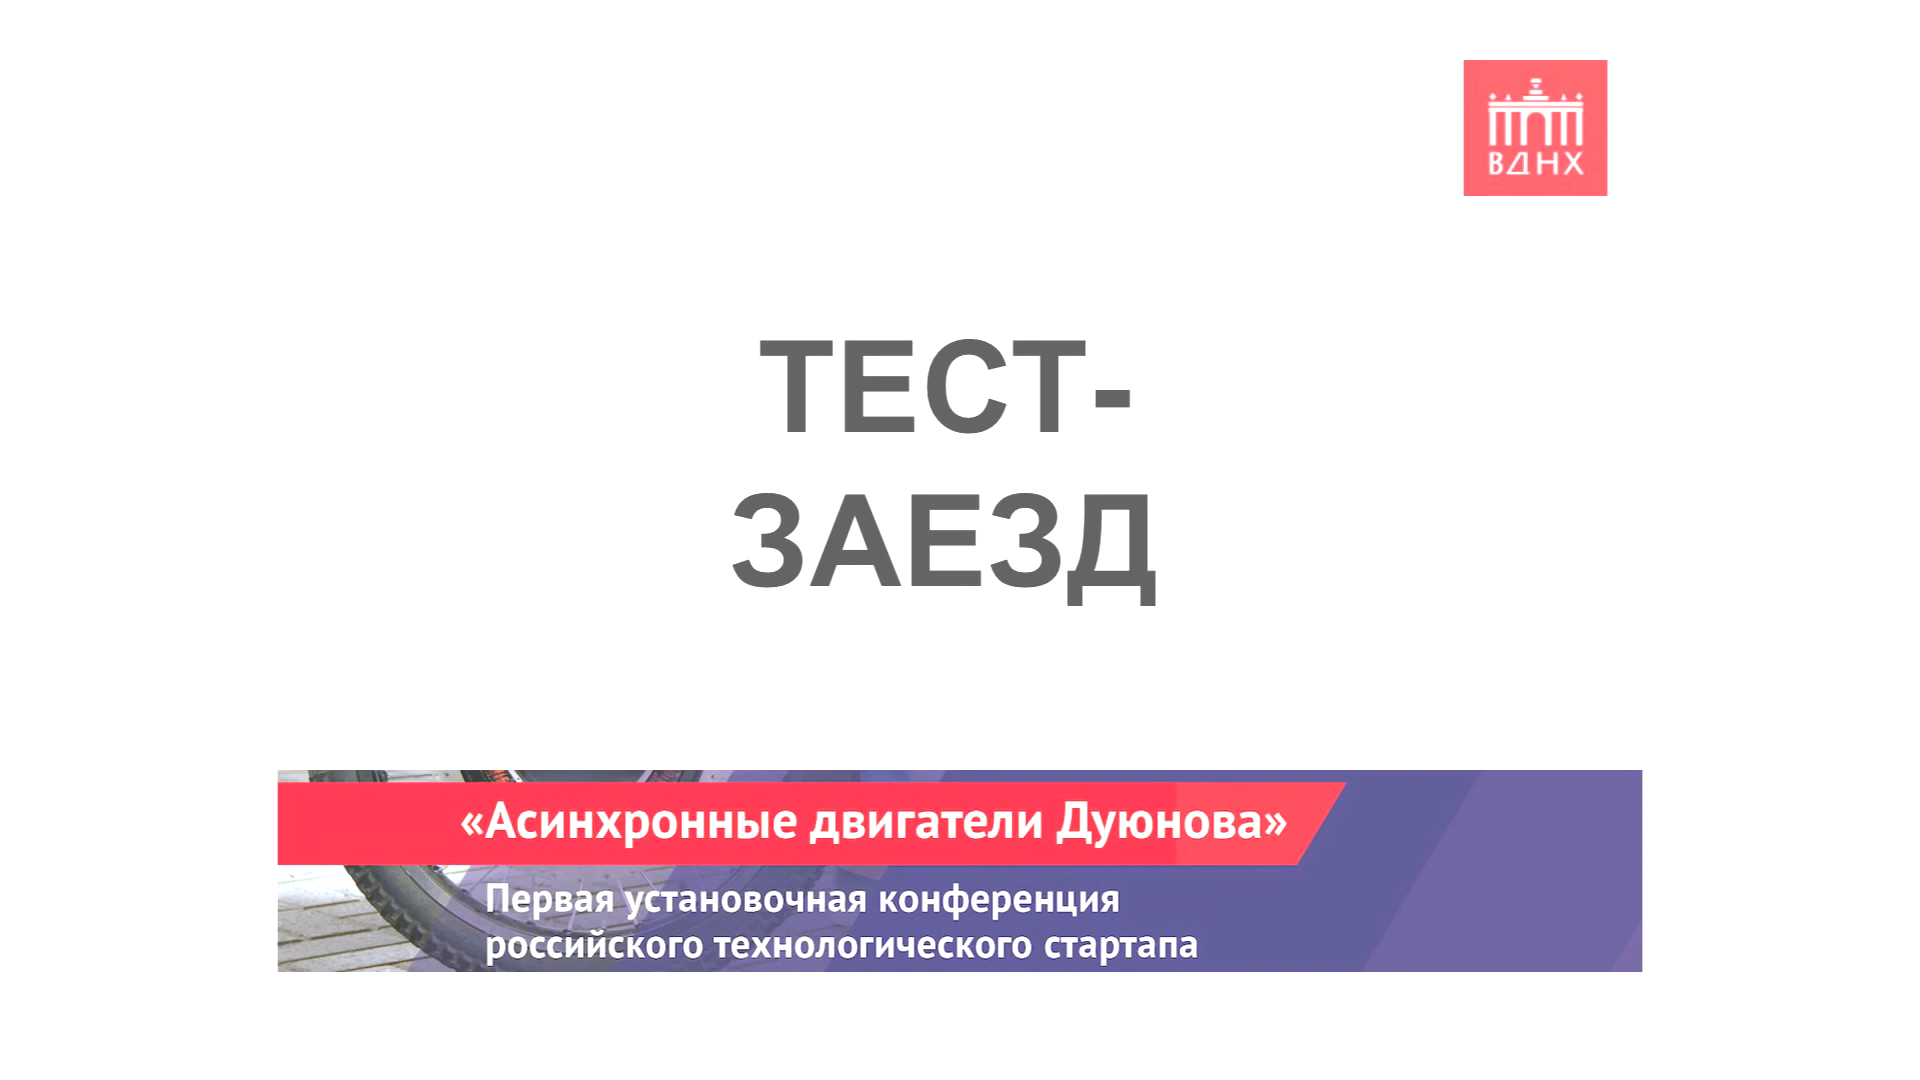 ВДНХ
ТЕСТ-
ЗАЕЗД
«Асинхронные двигатели Дуюнова»
Первая установочная конференция
российского технологического стартапа